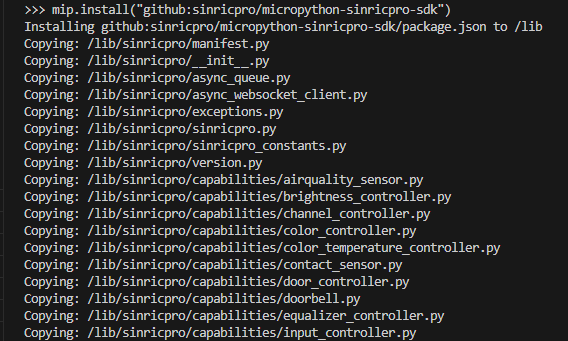 >>> mip.install("github:sinricpro/micropython-sinricpro-sdk")
Installing github:sinricpro/micropython-sinricpro-sdk/package.json to /lib
Copying: /lib/sinricpro/manifest.py
Copying: /lib/sinricpro/__init__.py
Copying: /lib/sinricpro/async_queue.py
Copying: /lib/sinricpro/async_websocket_client.py
Copying: /lib/sinricpro/exceptions.py
Copying: /lib/sinricpro/sinricpro.py
Copying: /lib/sinricpro/sinricpro_constants.py
Copying: /lib/sinricpro/version.py
Copying: /lib/sinricpro/capabilities/airquality_sensor.py
Copying: /lib/sinricpro/capabilities/brightness_controller.py
Copying: /lib/sinricpro/capabilities/channel_controller.py
Copying: /lib/sinricpro/capabilities/color_controller.py
Copying: /lib/sinricpro/capabilities/color_temperature_controller.py
Copying: /lib/sinricpro/capabilities/contact_sensor.py
Copying: /lib/sinricpro/capabilities/door_controller.py
Copying: /lib/sinricpro/capabilities/doorbell.py
Copying: /lib/sinricpro/capabilities/equalizer_controller.py
Copying: /lib/sinricpro/capabilities/input_controller.py